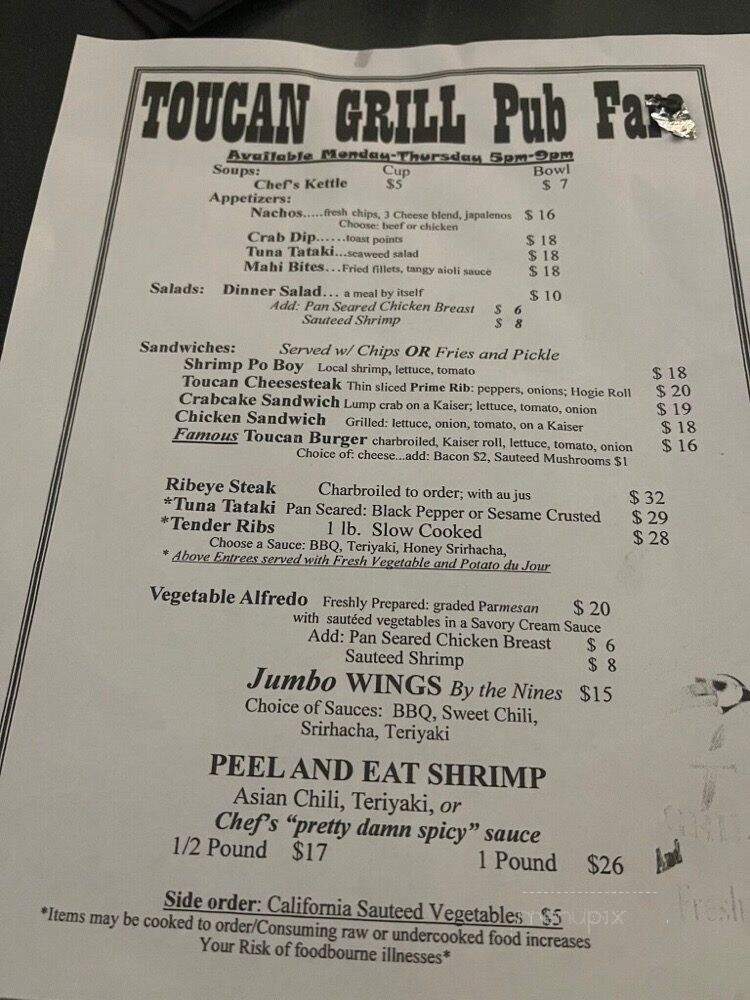 TOUCAN GRILL Pub Fare
Available Monday-Thursday 5pm-9pm
Soups: Cup Bowl
Chef's Kettle $5 $ 7
Appetizers:
Nachos.....fresh chips, 3 Cheese blend, japalenos $ 16
Choose: beef or chicken
Crab Dip......toast points $ 18
Tuna Tataki...seaweed salad $ 18
Mahi Bites...Fried fillets, tangy aioli sauce $ 18
Salads: Dinner Salad... a meal by itself $ 10
Add: Pan Seared Chicken Breast $ 6
Sauteed Shrimp $ 8
Sandwiches: Served w/ Chips OR Fries and Pickle
Shrimp Po Boy Local shrimp, lettuce, tomato $ 18
Toucan Cheesesteak Thin sliced Prime Rib: peppers, onions; Hogie Roll $ 20
Crabcake Sandwich Lump crab on a Kaiser; lettuce, tomato, onion $ 19
Chicken Sandwich Grilled: lettuce, onion, tomato, on a Kaiser $ 18
Famous Toucan Burger charbroiled, Kaiser roll, lettuce, tomato, onion $ 16
Choice of: cheese...add: Bacon $2, Sauteed Mushrooms $1
Ribeye Steak Charbroiled to order; with au jus $ 32
*Tuna Tataki Pan Seared: Black Pepper or Sesame Crusted $ 29
*Tender Ribs 1 lb. Slow Cooked $ 28
Choose a Sauce: BBQ, Teriyaki, Honey Srirhacha,
* Above Entrees served with Fresh Vegetable and Potato du Jour
Vegetable Alfredo Freshly Prepared: graded Parmesan $ 20
with sautéed vegetables in a Savory Cream Sauce
Add: Pan Seared Chicken Breast $ 6
Sauteed Shrimp $ 8
Jumbo WINGS By the Nines $15
Choice of Sauces: BBQ, Sweet Chili,
Srirhacha, Teriyaki
PEEL AND EAT SHRIMP
Asian Chili, Teriyaki, or
Chef's "pretty damn spicy" sauce
1/2 Pound $17 1 Pound $26
And
Fresh
Side order: California Sauteed Vegetables $5
menupix
*Items may be cooked to order/Consuming raw or undercooked food increases
Your Risk of foodbourne illnesses*